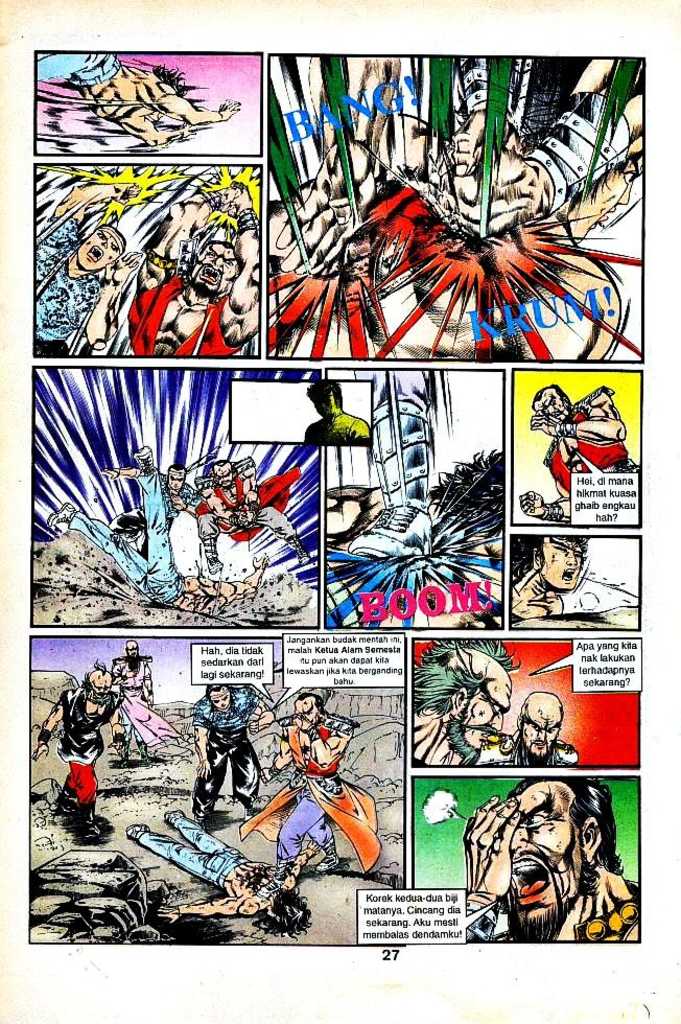 BANG!
KRUM!
BOOM!
Hei, di mana
hikmat kuasa
ghaib engkau
hah?
Hah, dia tidak
sedarkan dari
lagi sekarang!
Jangankan budak mentah ini,
malah Ketua Alam Semesta
itu pun akan dapat kita
lewaskan jika kita berganding
bahu.
Apa yang kita
nak lakukan
terhadapnya
sekarang?
Korek kedua-dua biji
matanya. Cincang dia
sekarang. Aku mesti
membalas dendamku!
27